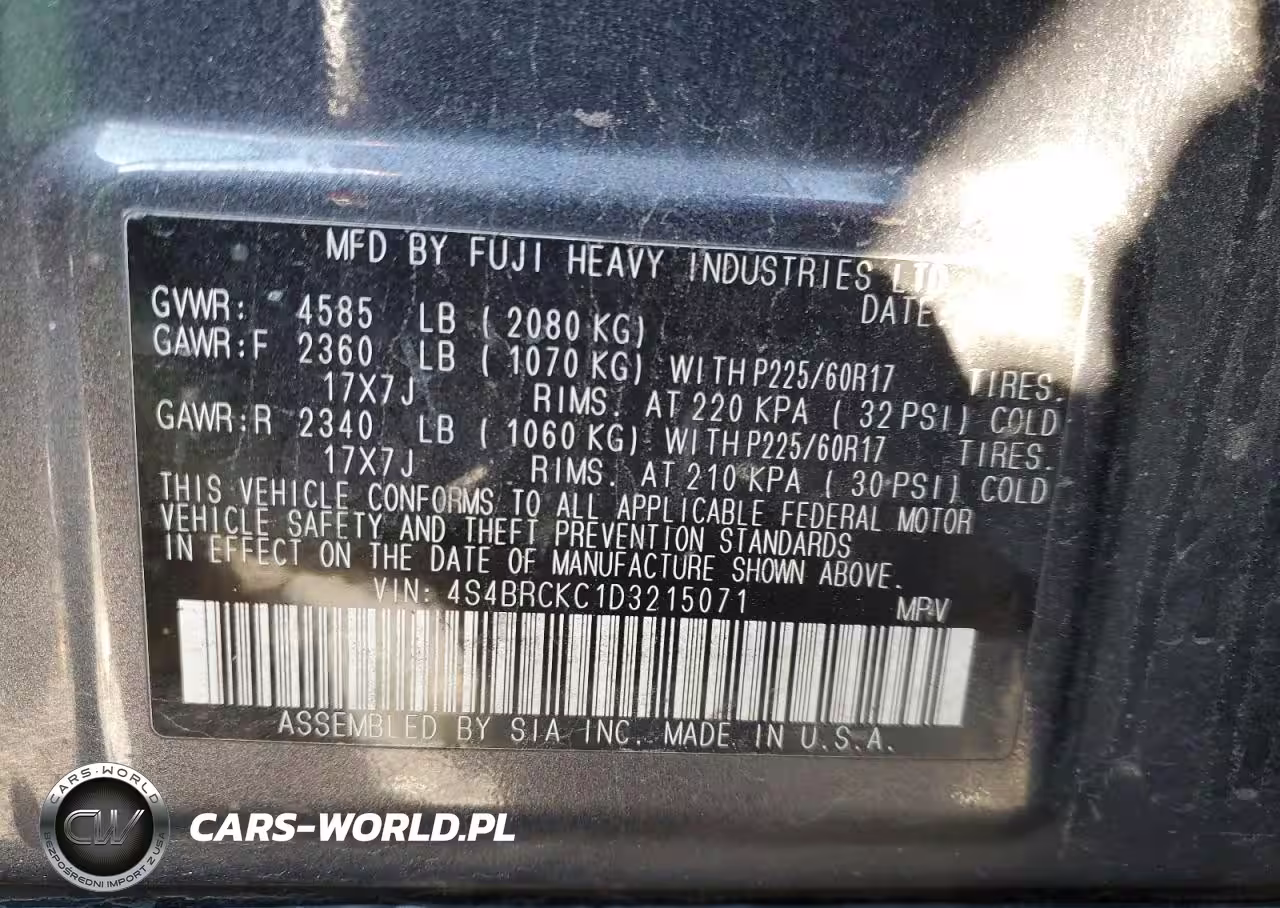 MFD BY FUJI HEAVY INDUSTRIES LTD
DATE
GVWR: 4585 LB ( 2080 KG)
GAWR:F 2360 LB ( 1070 KG) WITH P225/60R17 TIRES.
17X7J RIMS. AT 220 KPA ( 32 PSI) COLD
GAWR:R 2340 LB ( 1060 KG) WITH P225/60R17 TIRES.
17X7J RIMS. AT 210 KPA ( 30 PSI) COLD
THIS VEHICLE CONFORMS TO ALL APPLICABLE FEDERAL MOTOR
VEHICLE SAFETY AND THEFT PREVENTION STANDARDS
IN EFFECT ON THE DATE OF MANUFACTURE SHOWN ABOVE.
VIN: 4S4BRCKC1D3215071 MPV
ASSEMBLED BY SIA INC. MADE IN U.S.A.
CARS-WORLD
CW
BEZPOŚREDNI IMPORT Z USA
CARS-WORLD.PL